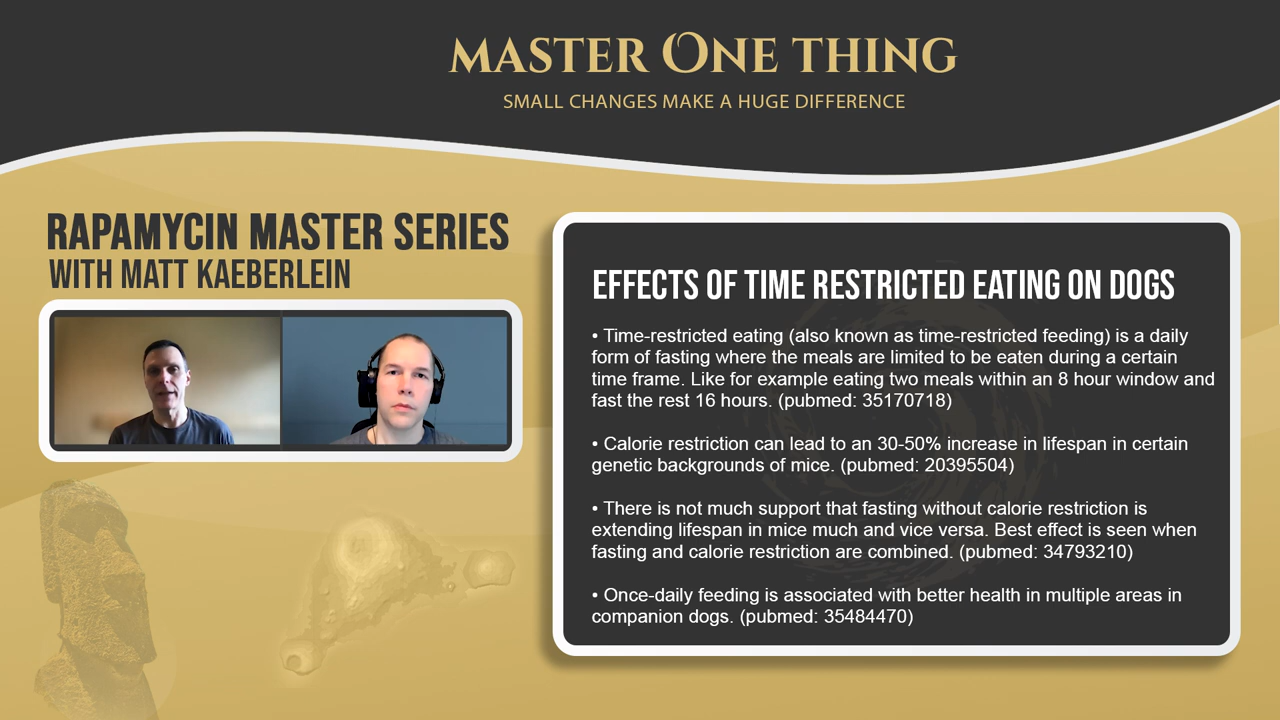 MASTER ONE THING
SMALL CHANGES MAKE A HUGE DIFFERENCE
RAPAMYCIN MASTER SERIES
WITH MATT KAEBERLEIN
EFFECTS OF TIME RESTRICTED EATING ON DOGS
• Time-restricted eating (also known as time-restricted feeding) is a daily
form of fasting where the meals are limited to be eaten during a certain
time frame. Like for example eating two meals within an 8 hour window and
fast the rest 16 hours. (pubmed: 35170718)
• Calorie restriction can lead to an 30-50% increase in lifespan in certain
genetic backgrounds of mice. (pubmed: 20395504)
• There is not much support that fasting without calorie restriction is
extending lifespan in mice much and vice versa. Best effect is seen when
fasting and calorie restriction are combined. (pubmed: 34793210)
• Once-daily feeding is associated with better health in multiple areas in
companion dogs. (pubmed: 35484470)